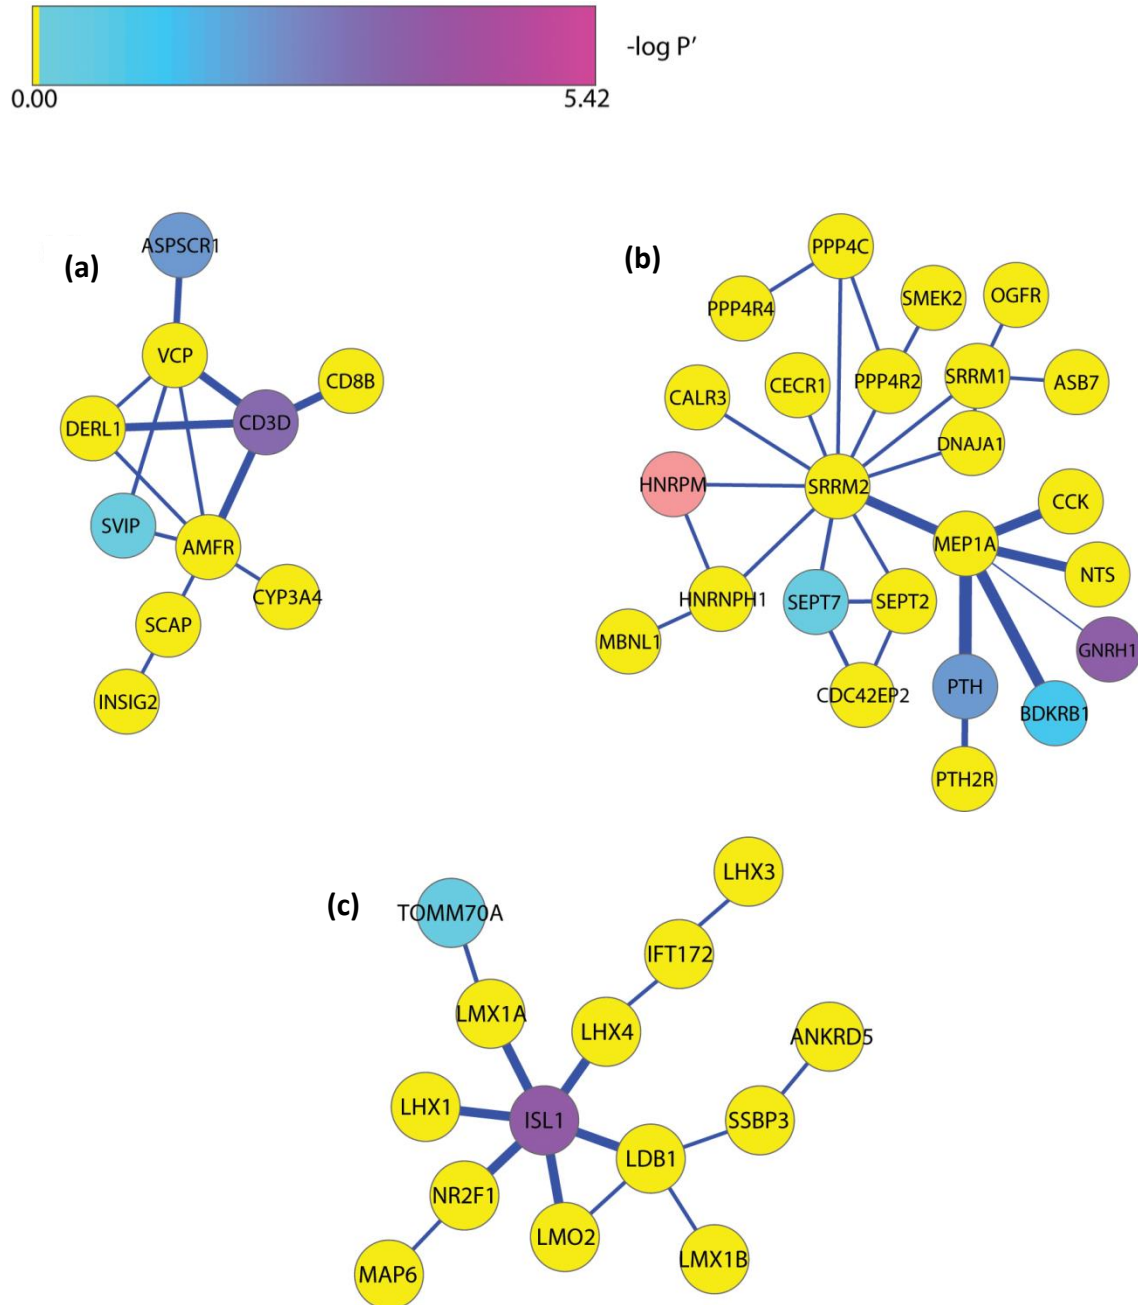 -log P'
0.00
5.42
(a)
ASPSCR1
VCP
CD8B
CD3D
DERL1
SVIP
AMFR
CYP3A4
SCAP
INSIG2
(b)
PPP4C
PPP4R4
SMEK2
OGFR
CECR1
PPP4R2
SRRM1
ASB7
CALR3
DNAJA1
HNRPM
SRRM2
CCK
MEP1A
NTS
HNRNPH1
SEPT7
SEPT2
MBNL1
GNRH1
CDC42EP2
PTH
BDKRB1
PTH2R
(c)
LHX3
TOMM70A
IFT172
LMX1A
LHX4
ANKRD5
LHX1
ISL1
SSBP3
LDB1
NR2F1
LMO2
LMX1B
MAP6